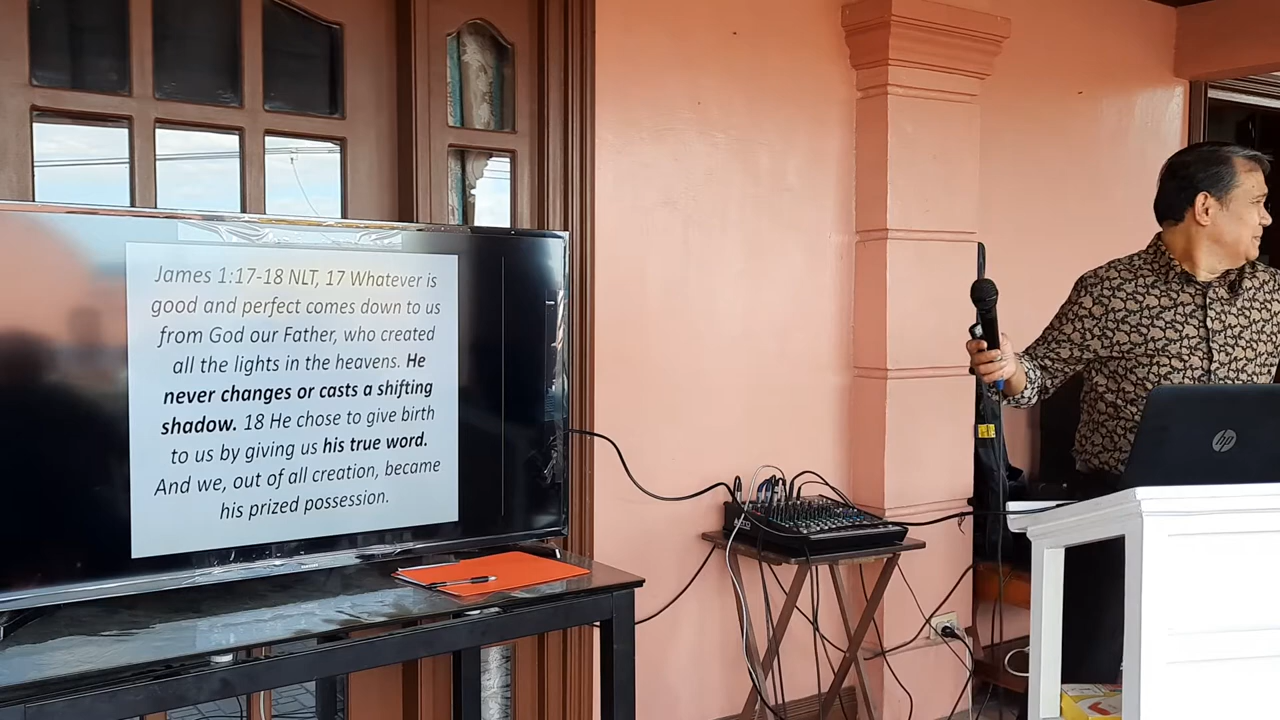 James 1:17-18 NLT, 17 Whatever is
good and perfect comes down to us
from God our Father, who created
all the lights in the heavens. He
never changes or casts a shifting
shadow. 18 He chose to give birth
to us by giving us his true word.
And we, out of all creation, became
his prized possession.
hp